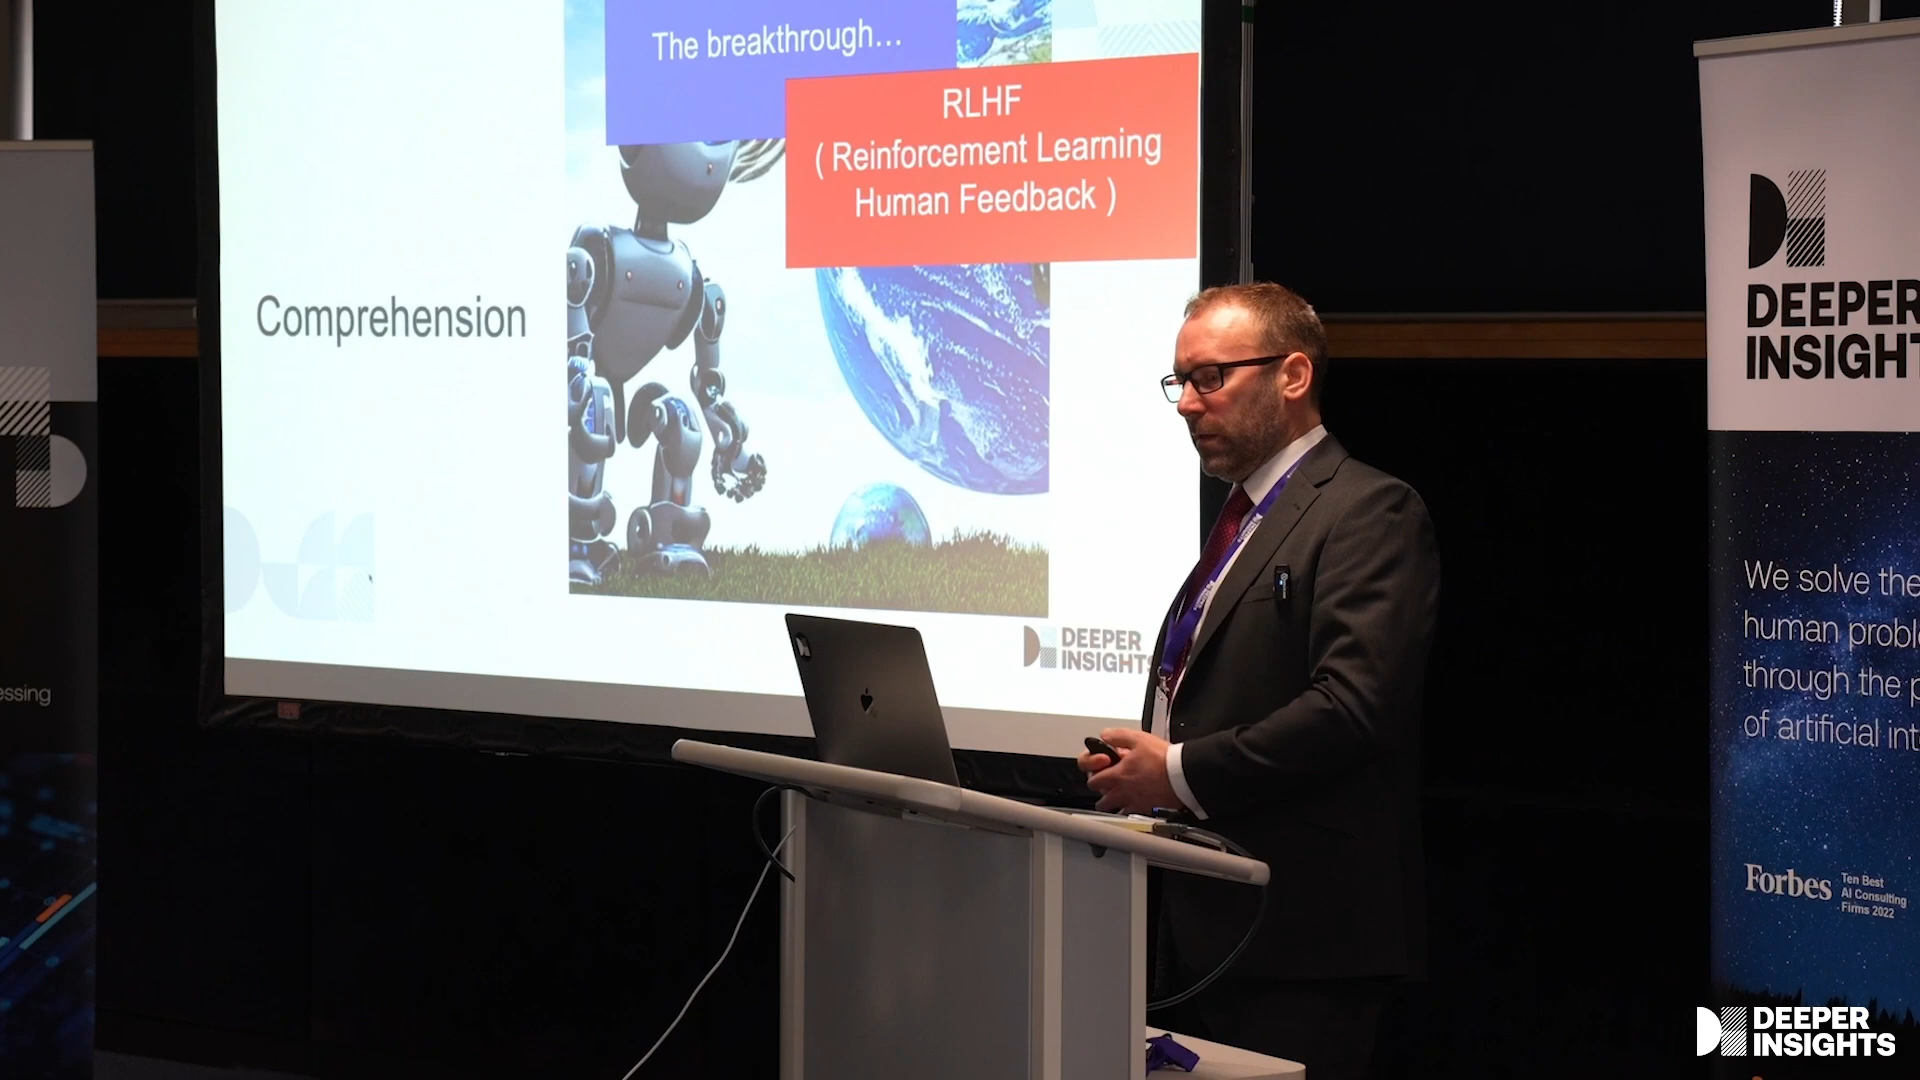 The breakthrough...
RLHF
( Reinforcement Learning
Human Feedback )
Comprehension
DEEPER
INSIGHTS
essing
DEEPER
INSIGHT
We solve the
human proble
through the p
of artificial int
Forbes
Ten Best
AI Consulting
Firms 2022
DEEPER
INSIGHTS